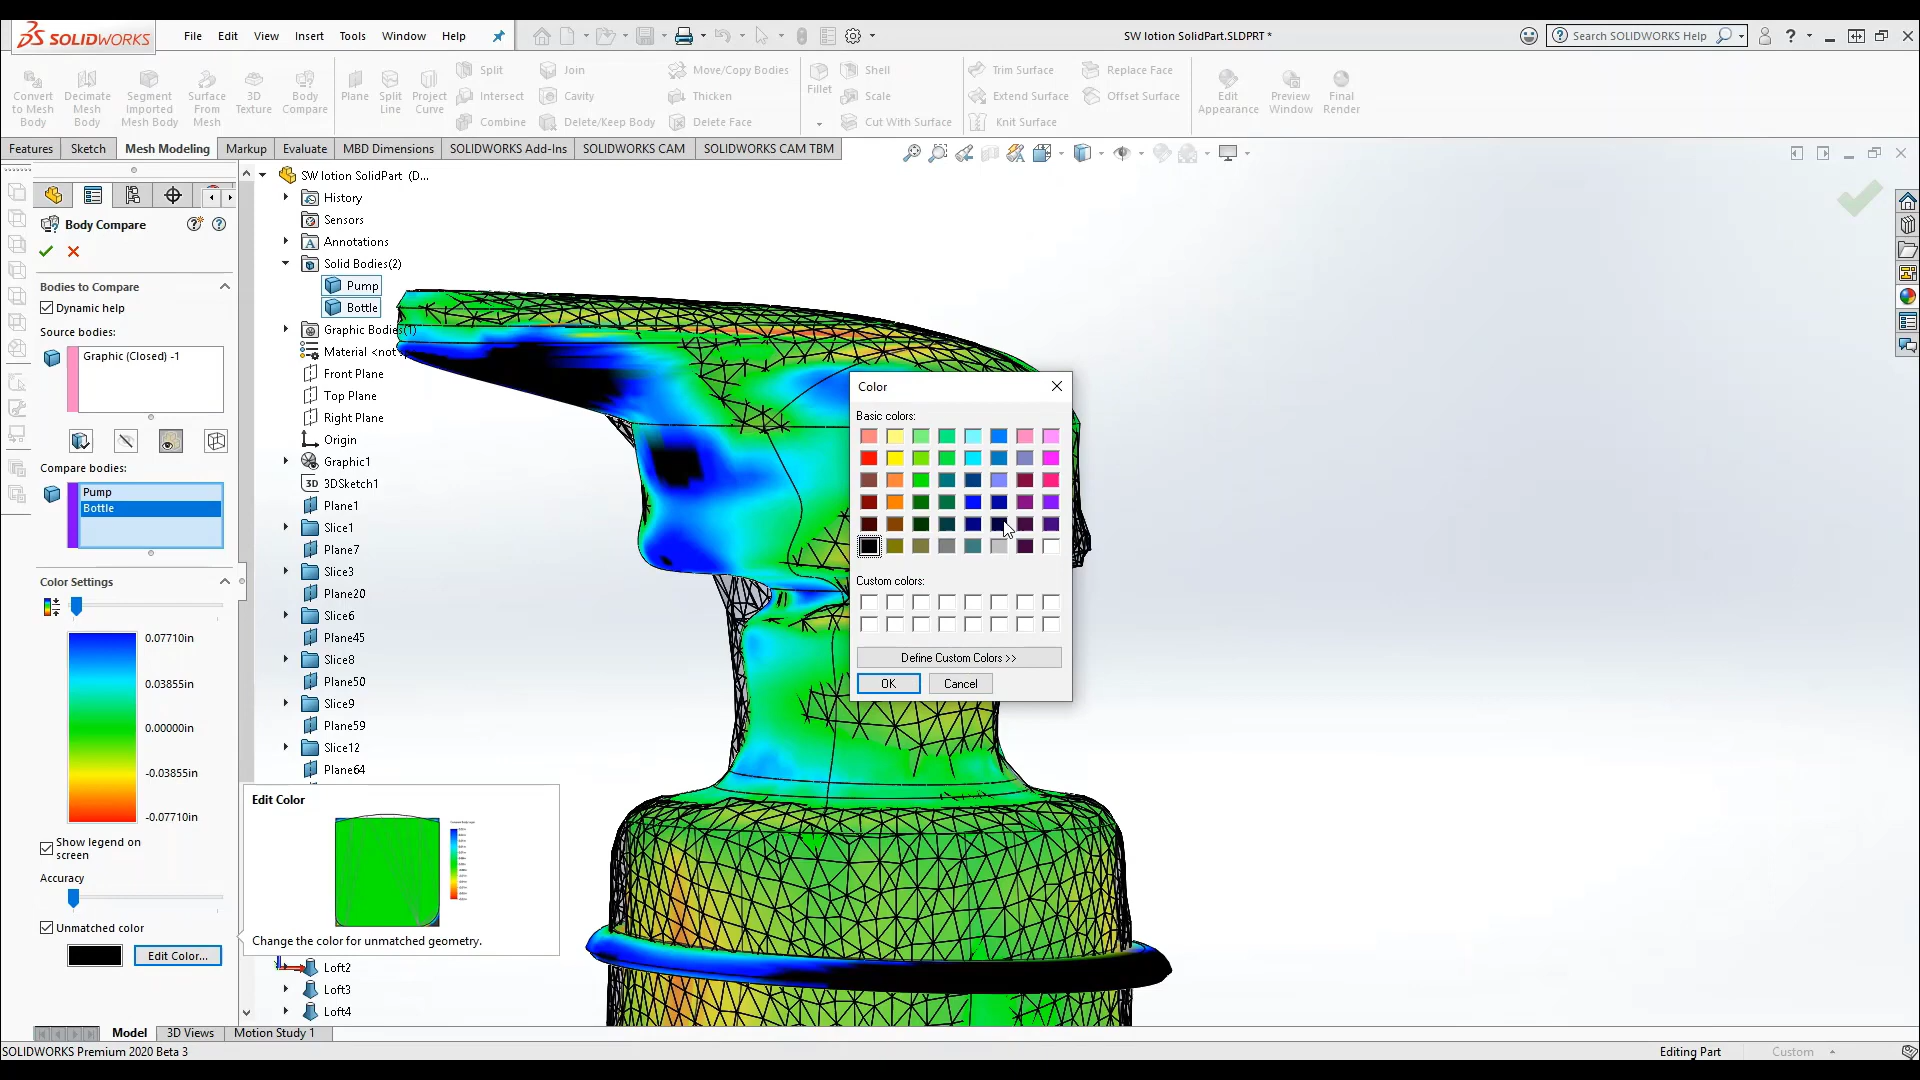 SOLIDWORKS
File Edit View Insert Tools Window Help
SW lotion SolidPart.SLDPRT *
Search SOLIDWORKS Help
Convert to Mesh Body
Decimate Mesh Body
Segment Imported Mesh Body
Surface From Mesh
3D Texture
Body Compare
Plane
Split Line
Project Curve
Split
Intersect
Combine
Join
Cavity
Delete/Keep Body
Move/Copy Bodies
Thicken
Delete Face
Fillet
Shell
Scale
Cut With Surface
Trim Surface
Extend Surface
Knit Surface
Replace Face
Offset Surface
Edit Appearance
Preview Window
Final Render
Features Sketch Mesh Modeling Markup Evaluate MBD Dimensions SOLIDWORKS Add-Ins SOLIDWORKS CAM SOLIDWORKS CAM TBM
Body Compare
Bodies to Compare
Dynamic help
Source bodies:
Graphic (Closed) -1
Compare bodies:
Pump
Bottle
Color Settings
0.07710in
0.03855in
0.00000in
-0.03855in
-0.07710in
Show legend on screen
Accuracy
Unmatched color
Edit Color...
SW lotion SolidPart (D...
History
Sensors
Annotations
Solid Bodies(2)
Pump
Bottle
Graphic Bodies(1)
Material <not
Front Plane
Top Plane
Right Plane
Origin
Graphic1
3D 3DSketch1
Plane1
Slice1
Plane7
Slice3
Plane20
Slice6
Plane45
Slice8
Plane50
Slice9
Plane59
Slice12
Plane64
Edit Color
Change the color for unmatched geometry.
Loft2
Loft3
Loft4
Color
Basic colors:
Custom colors:
Define Custom Colors >>
OK Cancel
Model 3D Views Motion Study 1
SOLIDWORKS Premium 2020 Beta 3
Editing Part Custom